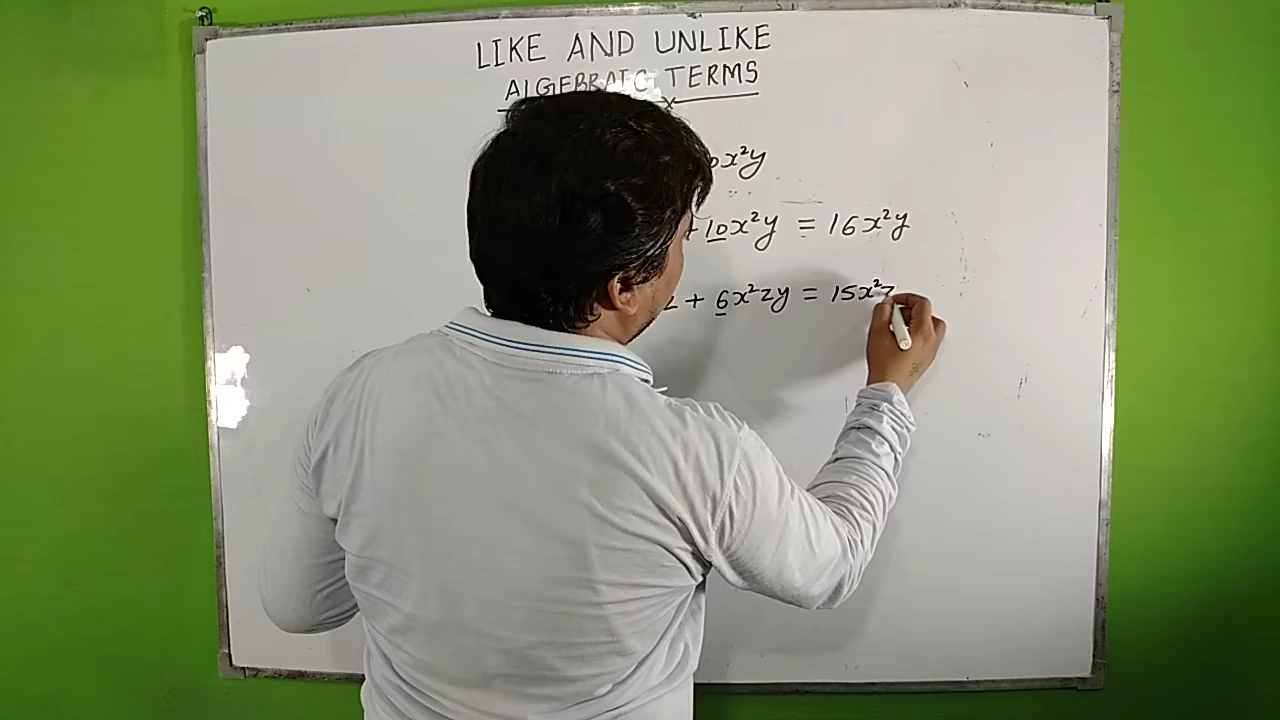 LIKE AND UNLIKE
ALGEBRAIC TERMS
x²y
+ 10x²y = 16x²y
z + 6x²zy = 15x²z